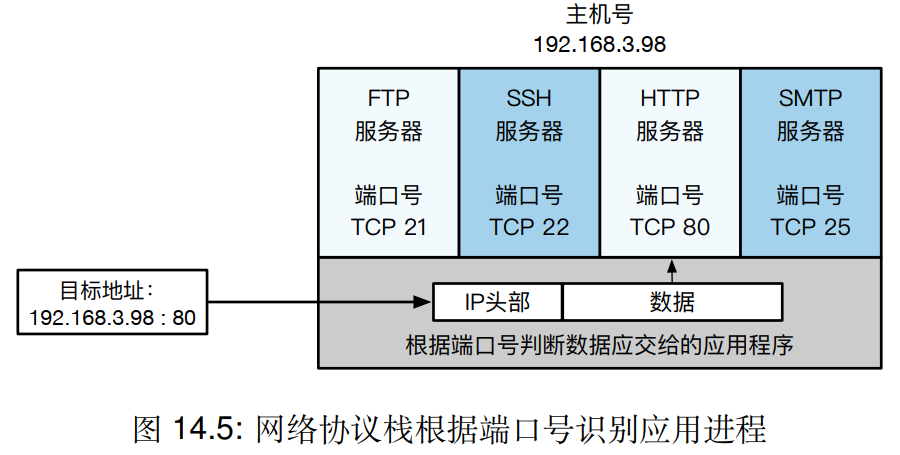 主机号
192.168.3.98
FTP
服务器
端口号
TCP 21
SSH
服务器
端口号
TCP 22
HTTP
服务器
端口号
TCP 80
SMTP
服务器
端口号
TCP 25
目标地址：
192.168.3.98 : 80
IP头部
数据
根据端口号判断数据应交给的应用程序
图 14.5: 网络协议栈根据端口号识别应用进程